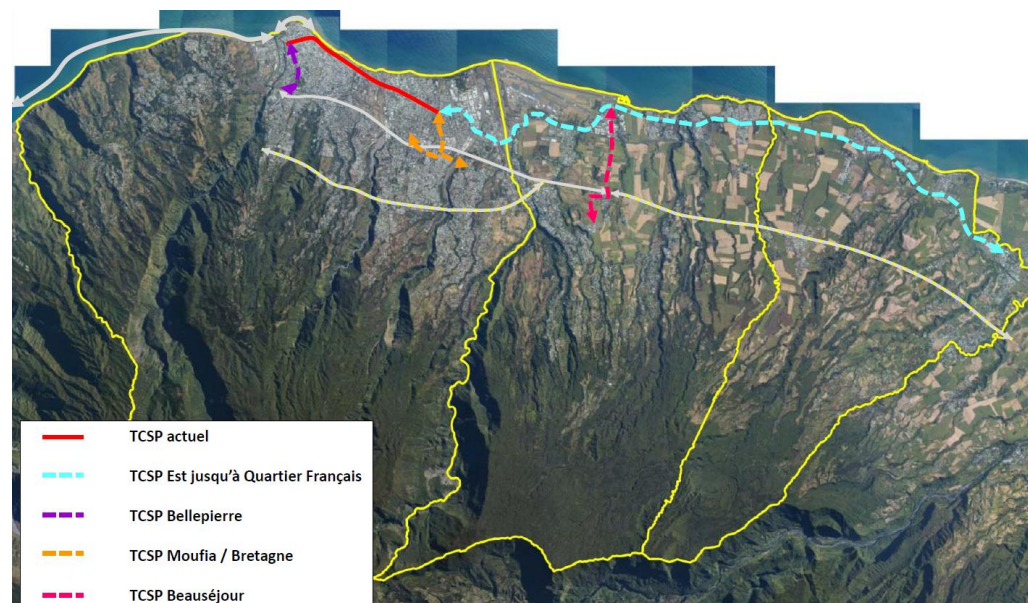 TCSP actuel
TCSP Est jusqu'à Quartier Français
TCSP Bellepierre
TCSP Moufia / Bretagne
TCSP Beauséjour